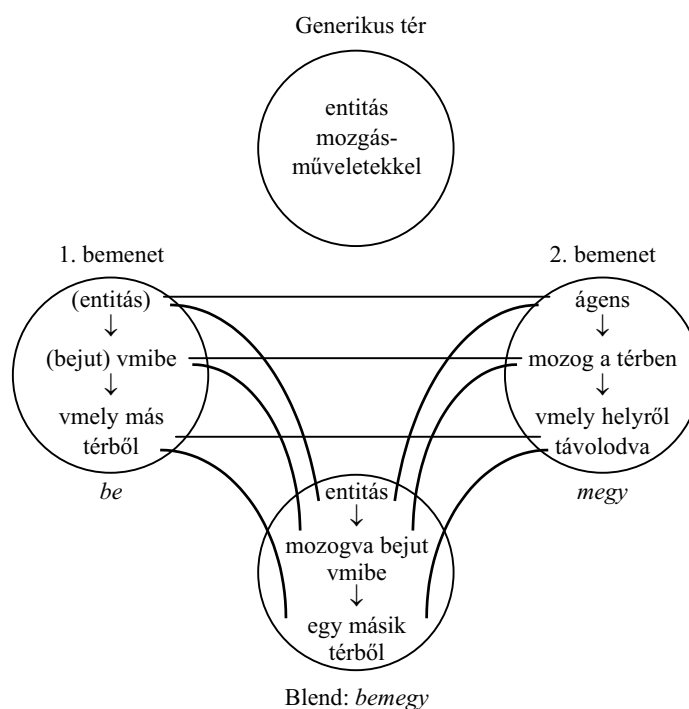 Generikus tér
entitás
mozgás-
műveletekkel
1. bemenet
(entitás)
(bejut) vmibe
vmely más
térből
be
2. bemenet
ágens
mozog a térben
vmely helyről
távolodva
megy
entitás
mozogva bejut
vmibe
egy másik
térből
Blend: bemegy